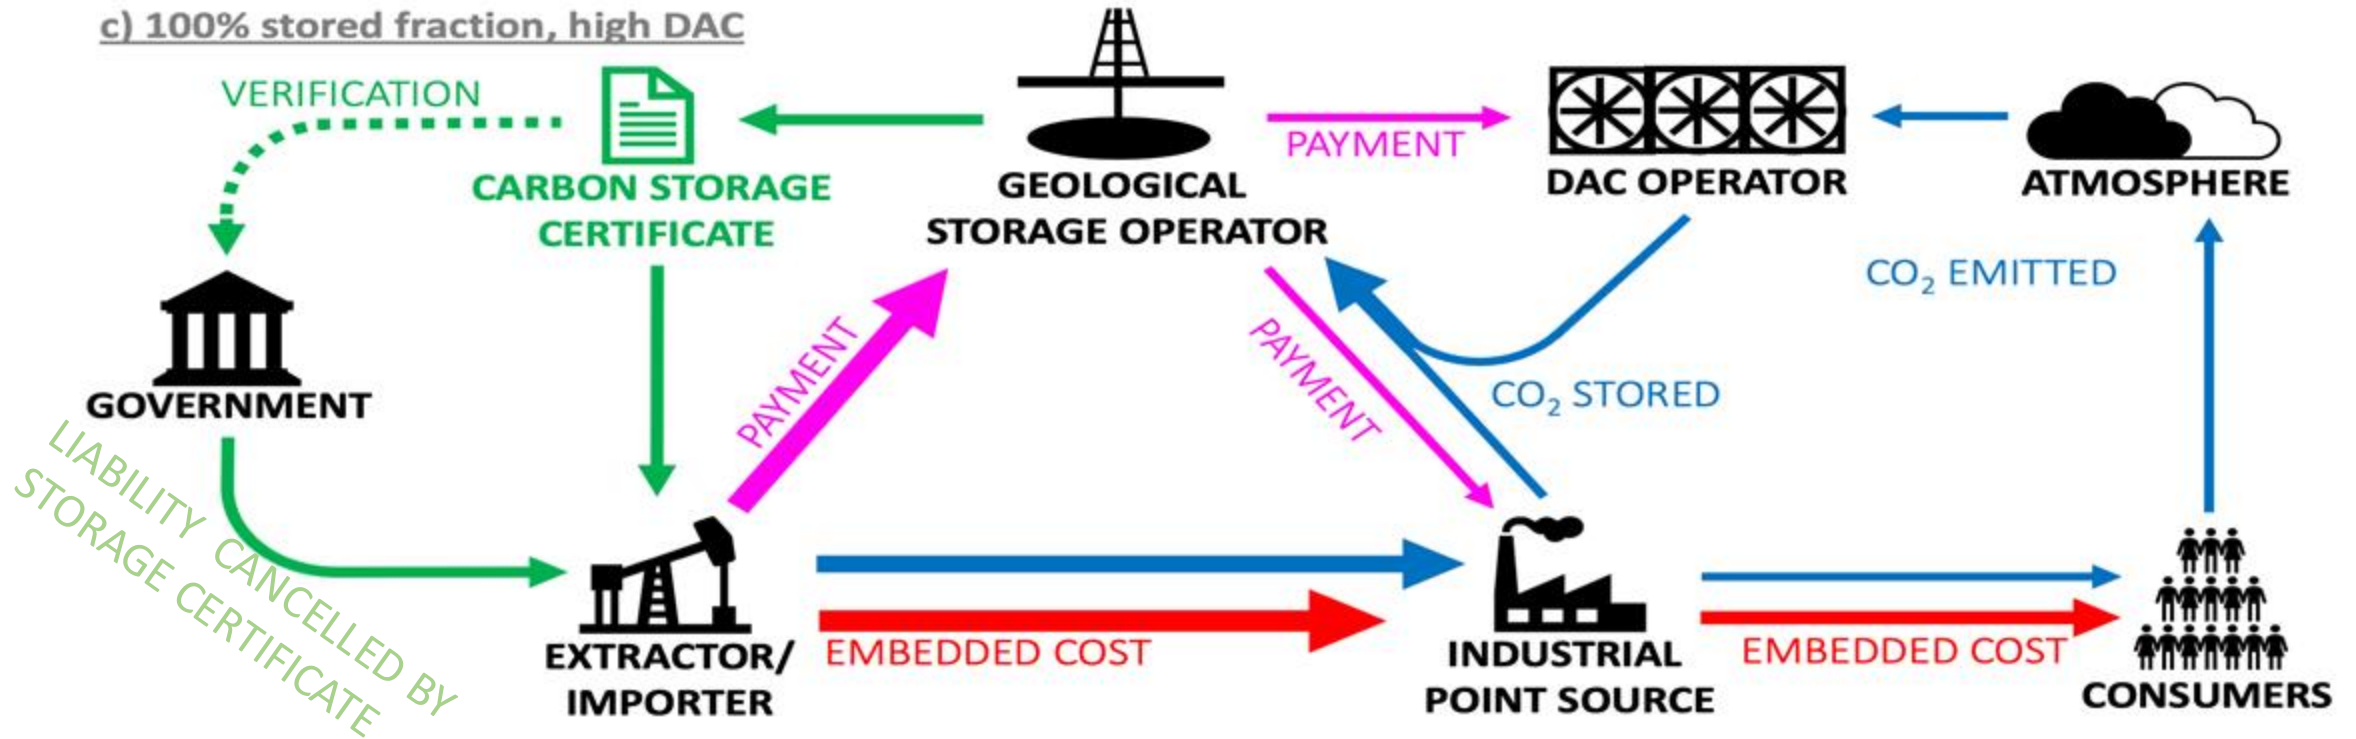 c) 100% stored fraction, high DAC
VERIFICATION
CARBON STORAGE
CERTIFICATE
GEOLOGICAL
STORAGE OPERATOR
PAYMENT
DAC OPERATOR
ATMOSPHERE
GOVERNMENT
LIABILITY CANCELLED BY
STORAGE CERTIFICATE
PAYMENT
PAYMENT
CO₂ STORED
CO₂ EMITTED
EXTRACTOR/
IMPORTER
EMBEDDED COST
INDUSTRIAL
POINT SOURCE
EMBEDDED COST
CONSUMERS